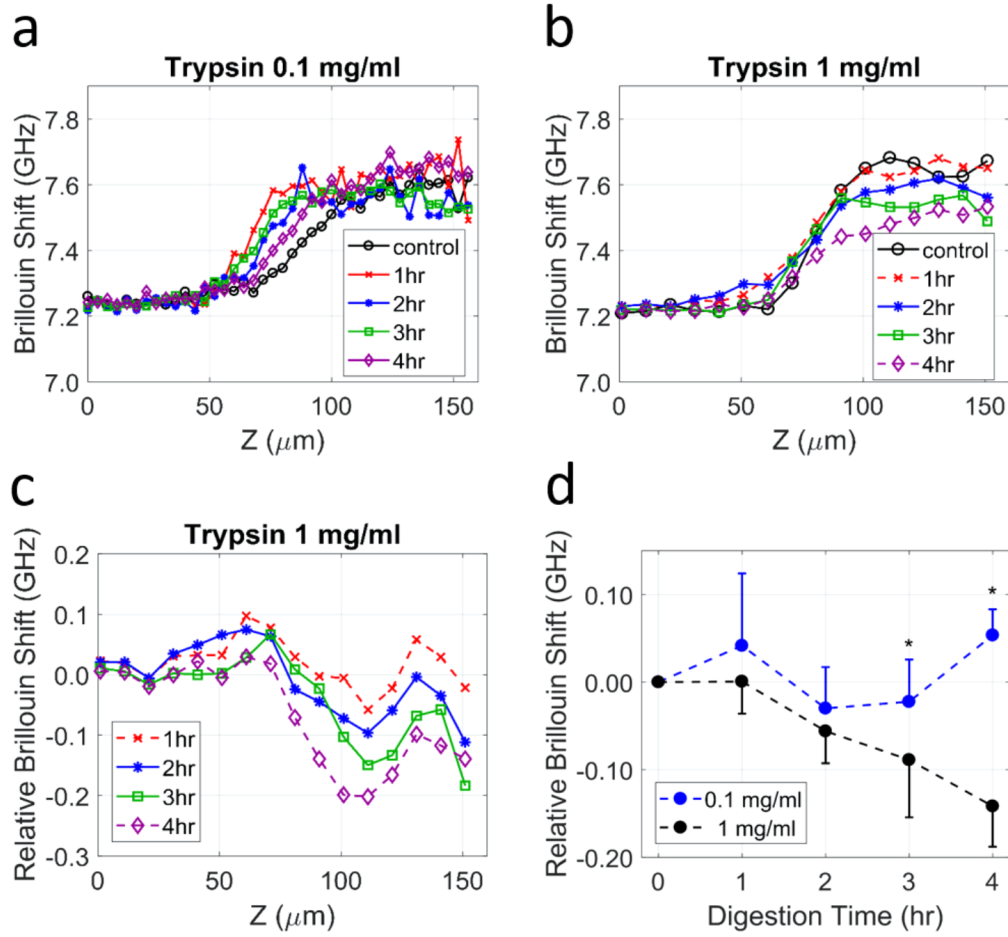 a
Trypsin 0.1 mg/ml
Brillouin Shift (GHz)
7.8
7.6
7.4
7.2
7.0
control
1hr
2hr
3hr
4hr
0
50
100
150
Z (μm)
b
Trypsin 1 mg/ml
Brillouin Shift (GHz)
7.8
7.6
7.4
7.2
7.0
control
1hr
2hr
3hr
4hr
0
50
100
150
Z (μm)
c
Trypsin 1 mg/ml
Relative Brillouin Shift (GHz)
0.2
0.1
0.0
-0.1
-0.2
-0.3
1hr
2hr
3hr
4hr
0
50
100
150
Z (μm)
d
Relative Brillouin Shift (GHz)
0.10
0.00
-0.10
-0.20
*
*
0.1 mg/ml
1 mg/ml
0
1
2
3
4
Digestion Time (hr)